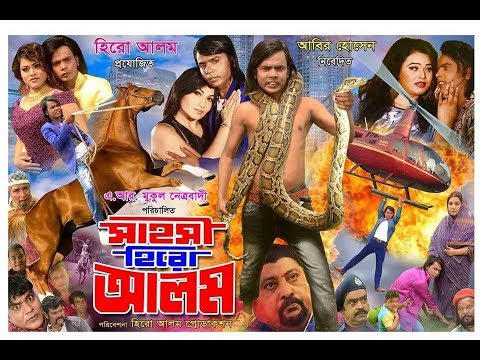 হিরো আলম
প্রযোজিত
আবির হোসেন
নিবেদিত
এ.আর. মুকুল নেত্রবাদী
পরিচালিত
সাহসী
হিরো
আলম
পরিবেশনা হিরো আলম প্রোডাকশন